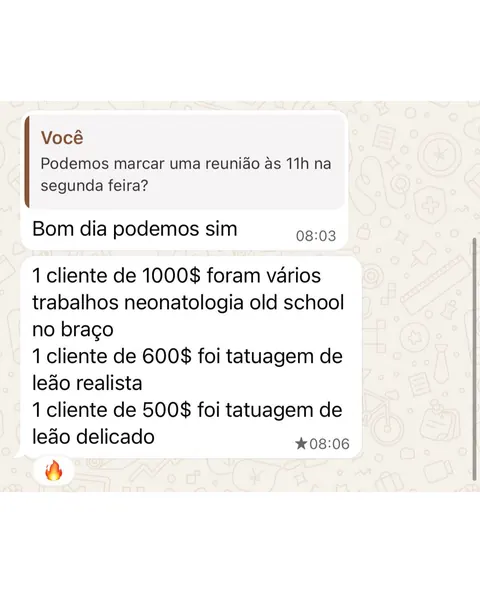 Você
Podemos marcar uma reunião às 11h na
segunda feira?
Bom dia podemos sim
08:03
1 cliente de 1000$ foram vários
trabalhos neonatologia old school
no braço
1 cliente de 600$ foi tatuagem de
leão realista
1 cliente de 500$ foi tatuagem de
leão delicado
★08:06